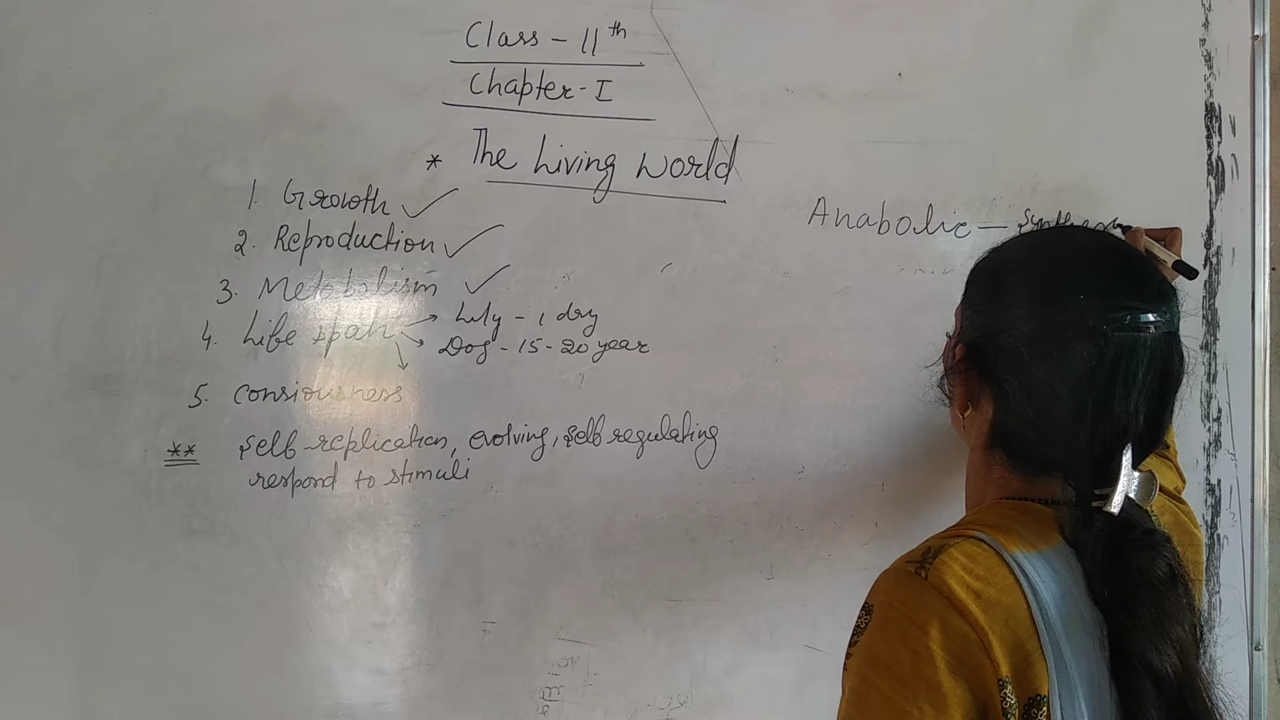 Class - 11th
Chapter - I
* The Living World
1. Growth ✓
2. Reproduction ✓
3. Metabolism ✓
4. Life span → Lily - 1 dry
→ Dog - 15 - 20 year
5. consiousness
** self-replication, evolving, self regulating
respond to stimuli
Anabolic —